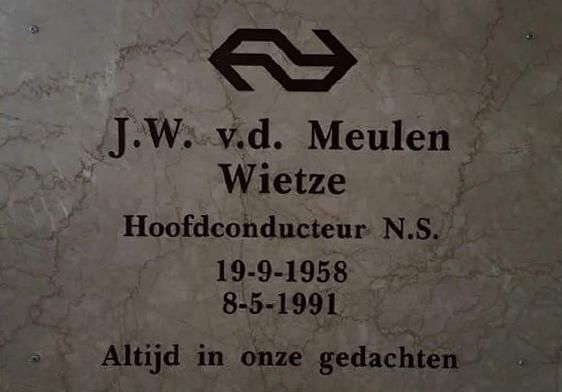 J.W. v.d. Meulen
Wietze
Hoofdconducteur N.S.
19-9-1958
8-5-1991
Altijd in onze gedachten